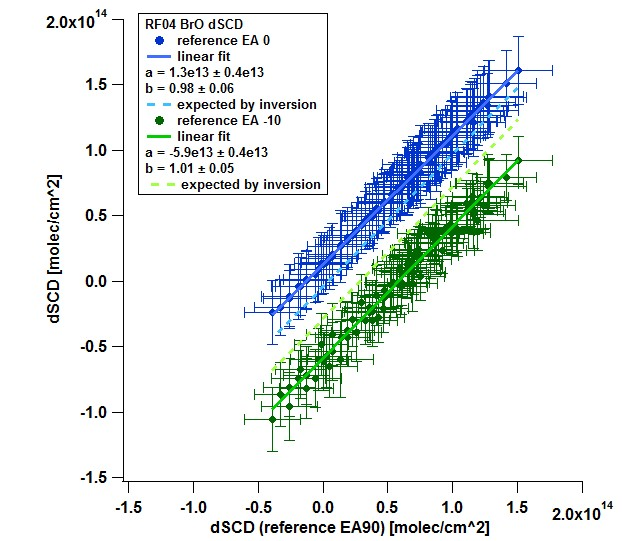 2.0x10^14
1.5
1.0
0.5
0.0
-0.5
-1.0
-1.5
dSCD [molec/cm^2]
RF04 BrO dSCD
reference EA 0
linear fit
a = 1.3e13 ± 0.4e13
b = 0.98 ± 0.06
expected by inversion
reference EA -10
linear fit
a = -5.9e13 ± 0.4e13
b = 1.01 ± 0.05
expected by inversion
-1.5 -1.0 -0.5 0.0 0.5 1.0 1.5 2.0x10^14
dSCD (reference EA90) [molec/cm^2]